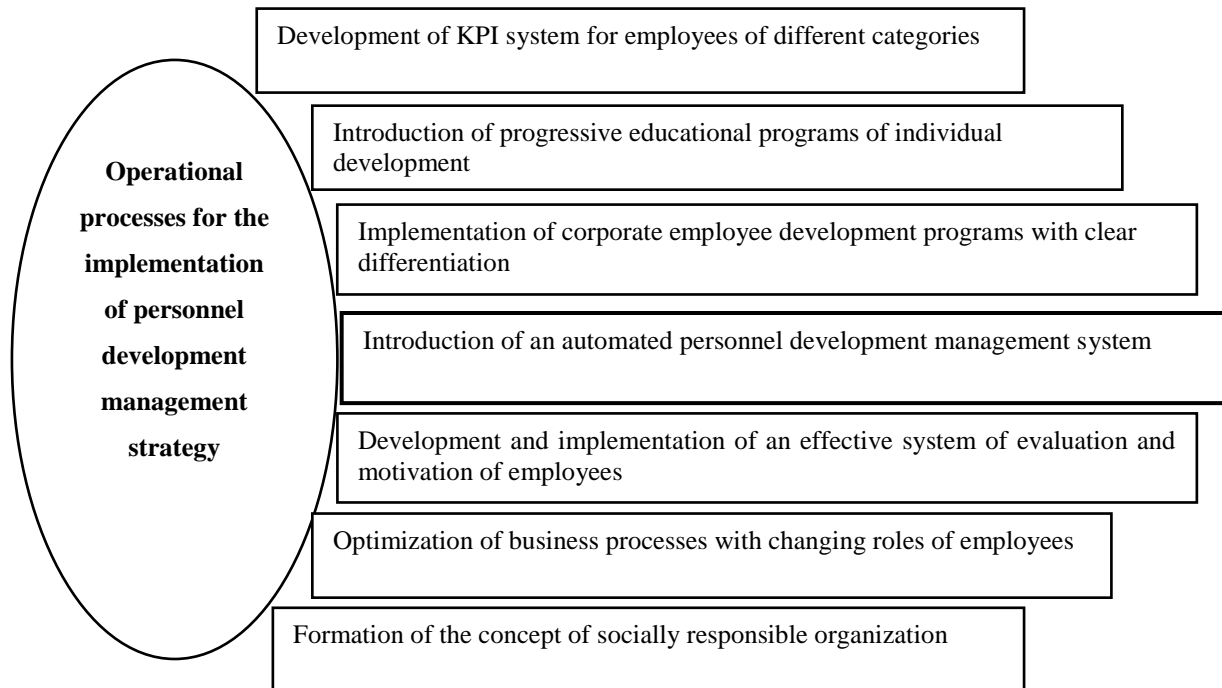 Development of KPI system for employees of different categories
Introduction of progressive educational programs of individual
development
Operational
processes for the
implementation
of personnel
development
management
strategy
Implementation of corporate employee development programs with clear
differentiation
Introduction of an automated personnel development management system
Development and implementation of an effective system of evaluation and
motivation of employees
Optimization of business processes with changing roles of employees
Formation of the concept of socially responsible organization